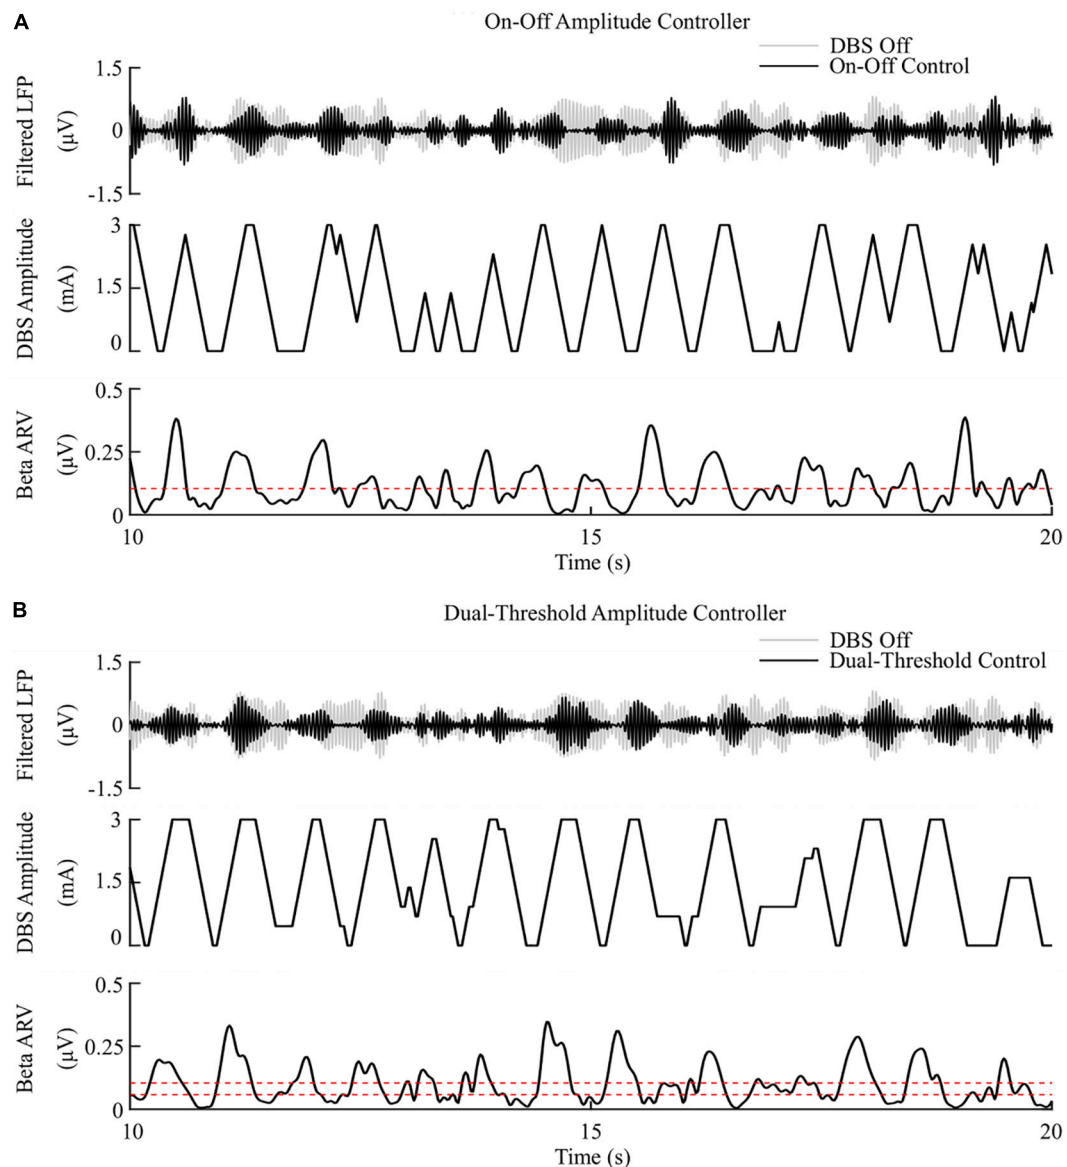 A
On-Off Amplitude Controller
DBS Off
On-Off Control
Filtered LFP
(μV)
1.5
0
-1.5
DBS Amplitude
(mA)
3
1.5
0
Beta ARV
(μV)
0.5
0.25
0
10
15
20
Time (s)
B
Dual-Threshold Amplitude Controller
DBS Off
Dual-Threshold Control
Filtered LFP
(μV)
1.5
0
-1.5
DBS Amplitude
(mA)
3
1.5
0
Beta ARV
(μV)
0.5
0.25
0
10
15
20
Time (s)